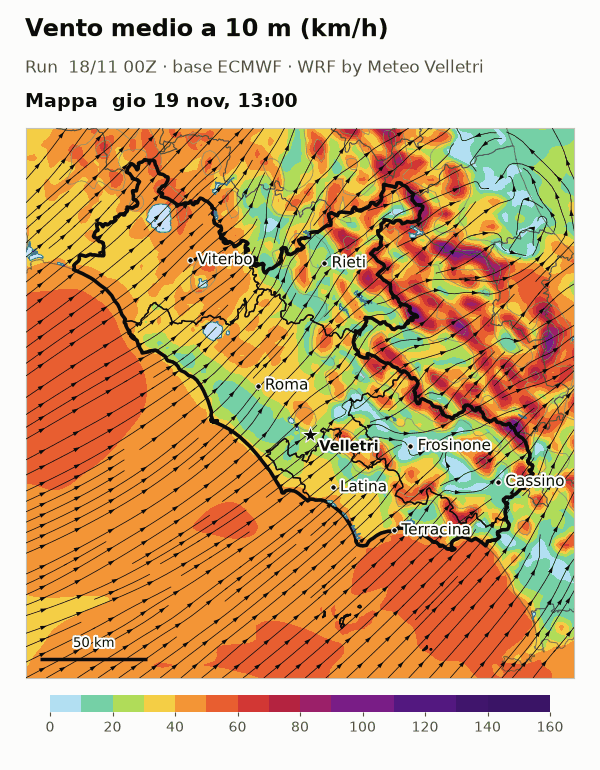 Vento medio a 10 m (km/h)
Run  18/11 00Z · base ECMWF · WRF by Meteo Velletri
Mappa  gio 19 nov, 13:00
Viterbo
Rieti
Roma
Velletri
Frosinone
Cassino
Latina
Terracina
50 km
0 20 40 60 80 100 120 140 160